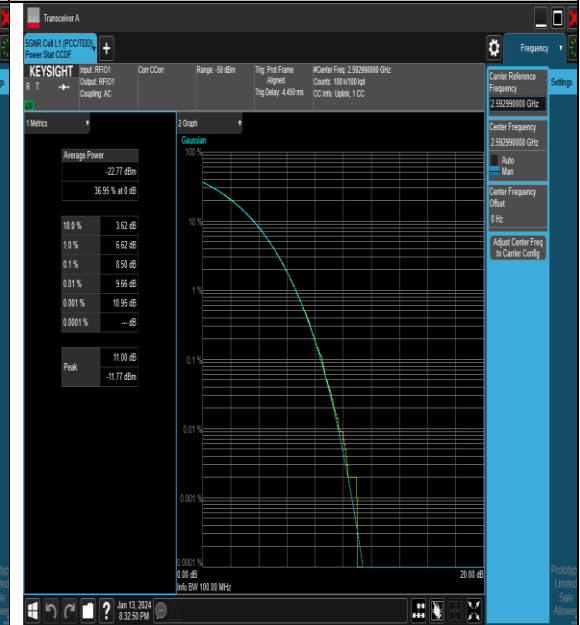 Transceiver A
5GNR Cell L1 (PCC/TDD),
Power Stat CCDF
Frequency
Settings
KEYSIGHT
R T
LV
Input: RFIO1
Output: RFIO1
Coupling: AC
Corr CCorr
Range: -50 dBm
Trig: Prot Frame
Aligned
Trig Delay: 4.450 ms
#Center Freq: 2.592990000 GHz
Counts: 100 k/100 kpt
CC Info: Uplink, 1 CC
Carrier Reference
Frequency
2.592990000 GHz
Center Frequency
2.592990000 GHz
Auto
Man
Center Frequency
Offset
0 Hz
Adjust Center Freq
to Carrier Config
1 Metrics
Average Power
-22.77 dBm
36.95 % at 0 dB
10.0 % 3.62 dB
1.0 % 6.62 dB
0.1 % 8.50 dB
0.01 % 9.66 dB
0.001 % 10.95 dB
0.0001 % --- dB
Peak
11.00 dB
-11.77 dBm
2 Graph
Gaussian
100 %
10 %
1 %
0.1 %
0.01 %
0.001 %
0.0001 %
0.00 dB
20.00 dB
Info BW 100.00 MHz
Jan 13, 2024
8:32:50 PM
Limited
Sale